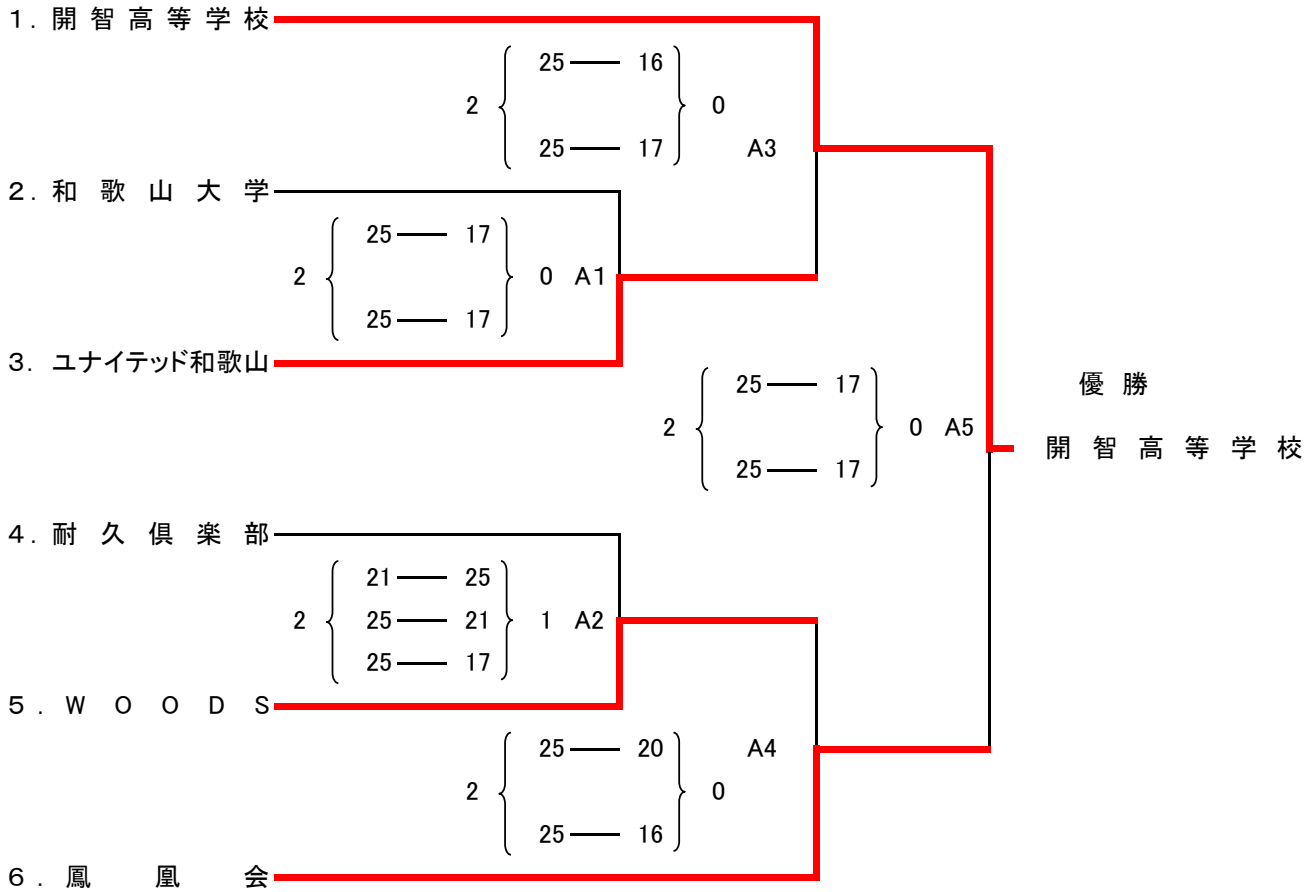 1. 開智高等学校
25 ― 16
2 0
25 ― 17 A3
2. 和歌山大学
25 ― 17
2 0 A1
25 ― 17
3. ユナイテッド和歌山
25 ― 17
優勝
2 0 A5
開智高等学校
25 ― 17
4. 耐久倶楽部
21 ― 25
2 25 ― 21 1 A2
25 ― 17
5. WOODS
25 ― 20 A4
2 0
25 ― 16
6. 鳳凰会